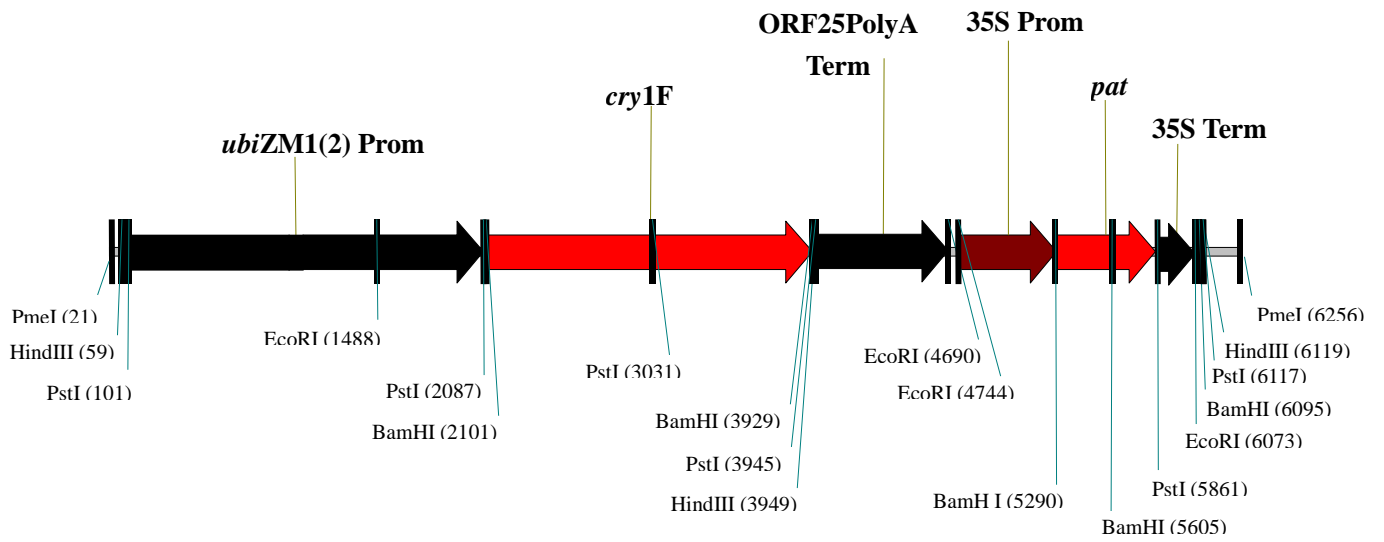 ORF25PolyA
Term
35S Prom
cry1F
pat
ubiZM1(2) Prom
35S Term
PmeI (21)
HindIII (59)
PstI (101)
EcoRI (1488)
PstI (2087)
BamHI (2101)
PstI (3031)
BamHI (3929)
PstI (3945)
HindIII (3949)
EcoRI (4690)
EcoRI (4744)
BamH I (5290)
BamHI (5605)
PstI (5861)
EcoRI (6073)
BamHI (6095)
PstI (6117)
HindIII (6119)
PmeI (6256)